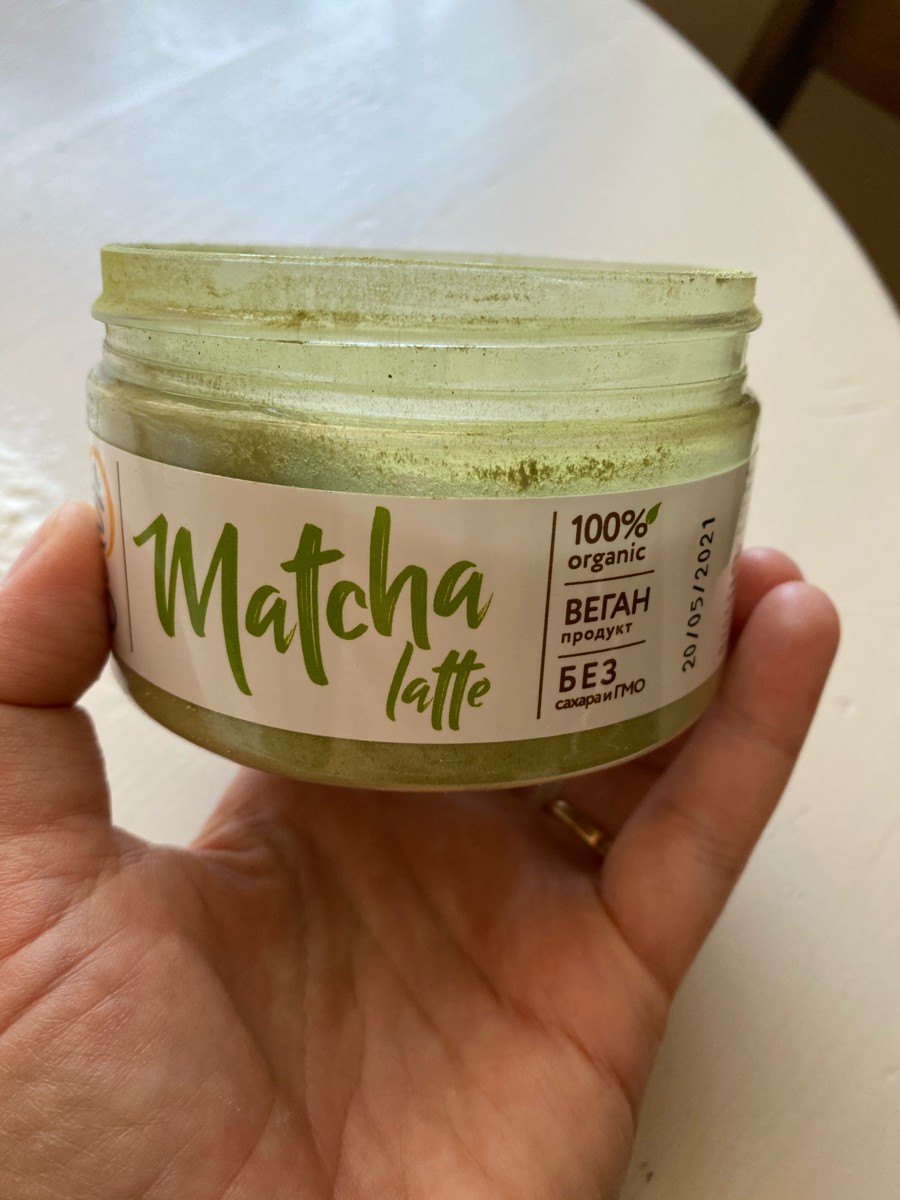 Matcha
latte
100%
organic
ВЕГАН
продукт
БЕЗ
сахара и ГМО
20/05/2021